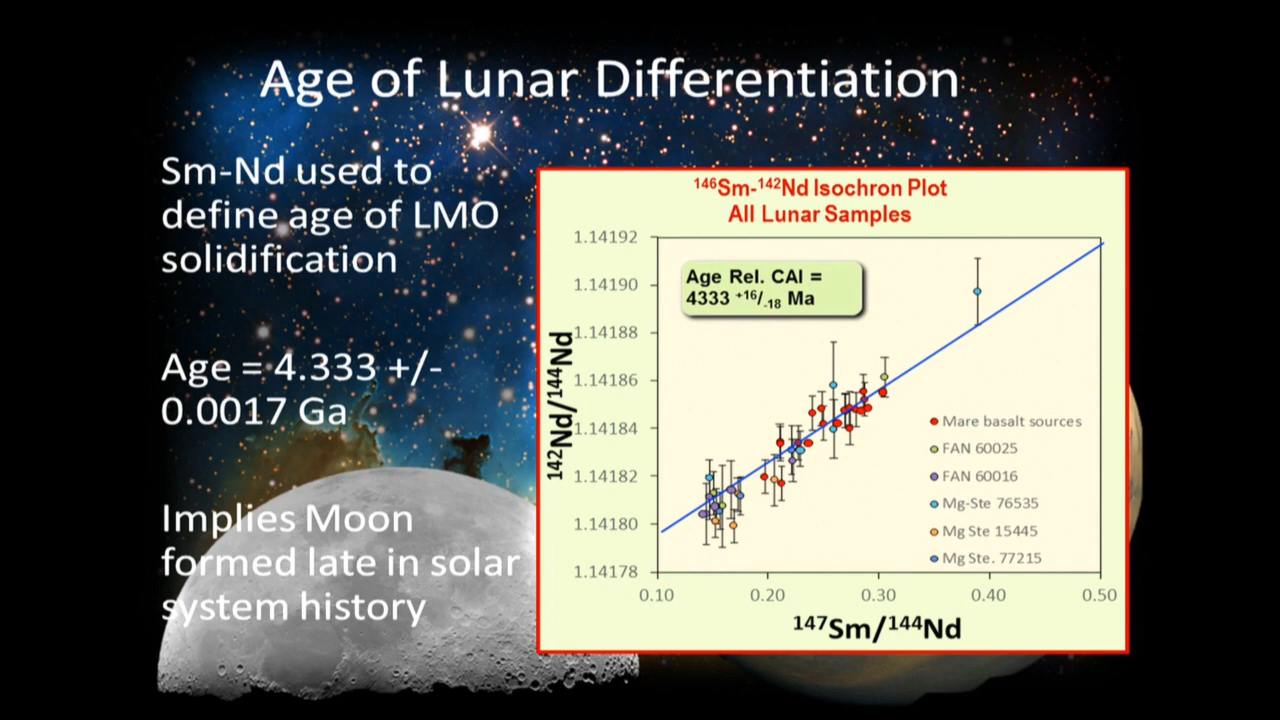 Age of Lunar Differentiation
Sm-Nd used to
define age of LMO
solidification
Age = 4.333 +/-
0.0017 Ga
Implies Moon
formed late in solar
system history
¹⁴⁶Sm-¹⁴²Nd Isochron Plot
All Lunar Samples
1.14192
1.14190
1.14188
1.14186
1.14184
1.14182
1.14180
1.14178
¹⁴²Nd/¹⁴⁴Nd
Age Rel. CAI =
4333 ⁺¹⁶/₋₁₈ Ma
Mare basalt sources
FAN 60025
FAN 60016
Mg-Ste 76535
Mg Ste 15445
Mg Ste. 77215
0.10 0.20 0.30 0.40 0.50
¹⁴⁷Sm/¹⁴⁴Nd